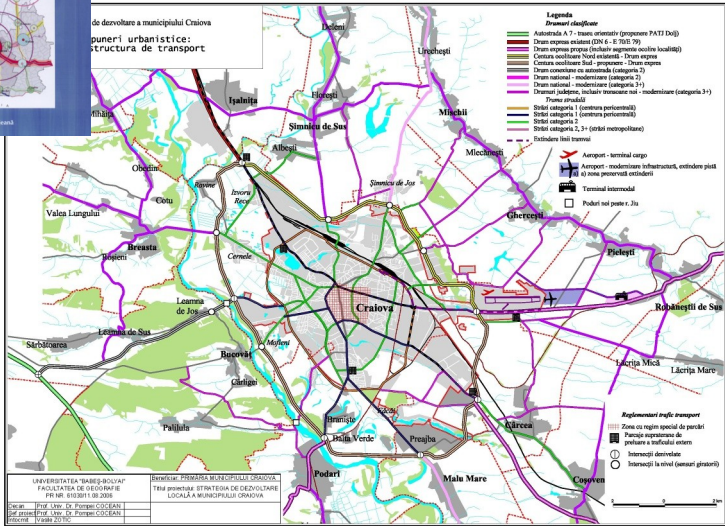 de dezvoltare a municipiului Craiova
puneri urbanistice:
structura de transport
Legenda
Drumuri clasificate
Autostrada A 7 - traseu orientativ (propunere PATJ Dolj)
Drum expres existent (DN 6 - E 70/E 79)
Drum expres propus (inclusiv segmente ocolire localități)
Centura ocolitoare Nord existentă - Drum expres
Centura ocolitoare Sud - propunere - Drum expres
Drum conexiune cu autostrada (categoria 2)
Drum national - modernizare (categoria 2)
Drum national - modernizare (categoria 3+)
Drumuri județene, inclusiv tronsoane noi - modernizare (categoria 3+)
Trama stradală
Străzi categoria 1 (centrura pericentrală)
Străzi categoria 1 (centrura pericentrală)
Străzi categoria 2
Străzi categoria 2, 3+ (străzi metropolitane)
Extindere linii tramvai
Aeroport - terminal cargo
Aeroport - modernizare infrastructură, extindere pistă
a) zona prezervată extinderii
Terminal intermodal
Poduri noi peste r. Jiu
Deleni
Urechești
Ișalnița
Florești
Șimnicu de Sus
Mischii
Mihăița
Albești
Mlecănești
Obedin
Izvoru
Rece
Șimnicu de Jos
Ravine
Cotu
Valea Lungului
Ghercești
Breasta
Pielești
Roșieni
Cernele
Leamna
de Jos
Craiova
Robănești de Sus
Leamna de Sus
Sărbătoarea
Mofleni
Bucovăț
Lăcrița Mică
Lăcrița Mare
Cârligei
Palilula
Braniște
Făcăi
Cârcea
Balta Verde
Preajba
Podari
Malu Mare
Coșoveni
Reglementari trafic transport
Zona cu regim special de parcări
Parcaje supraterane de
preluare a traficului extern
Intersecții denivelate
Intersecții la nivel (sensuri giratorii)
UNIVERSITATEA "BABEȘ-BOLYAI"
FACULTATEA DE GEOGRAFIE
PR NR. 61030/11.08.2006
Beneficiar: PRIMĂRIA MUNICIPIULUI CRAIOVA
Titlul proiectului: STRATEGIA DE DEZVOLTARE
LOCALĂ A MUNICIPIULUI CRAIOVA
Decan Prof. Univ. Dr. Pompei COCEAN
Șef proiect Prof. Univ. Dr. Pompei COCEAN
Întocmit Vasile ZOTIC